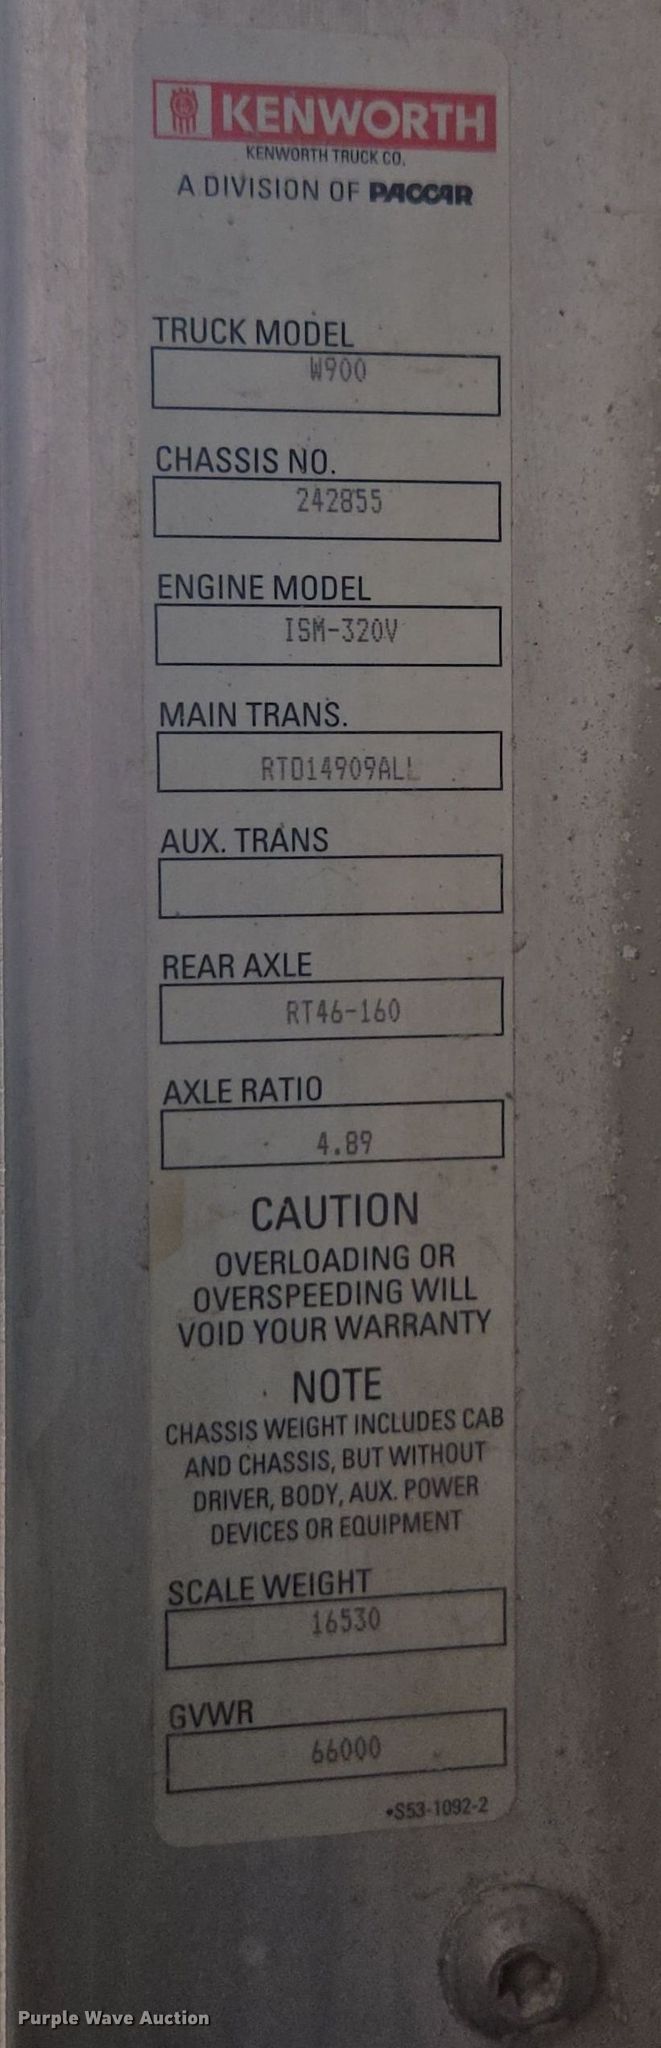 KENWORTH
KENWORTH TRUCK CO.
A DIVISION OF PACCAR
TRUCK MODEL
W900
CHASSIS NO.
242855
ENGINE MODEL
ISM-320V
MAIN TRANS.
RTO14909ALL
AUX. TRANS
REAR AXLE
RT46-160
AXLE RATIO
4.89
CAUTION
OVERLOADING OR
OVERSPEEDING WILL
VOID YOUR WARRANTY
NOTE
CHASSIS WEIGHT INCLUDES CAB
AND CHASSIS, BUT WITHOUT
DRIVER, BODY, AUX. POWER
DEVICES OR EQUIPMENT
SCALE WEIGHT
16530
GVWR
66000
•S53-1092-2
Purple Wave Auction